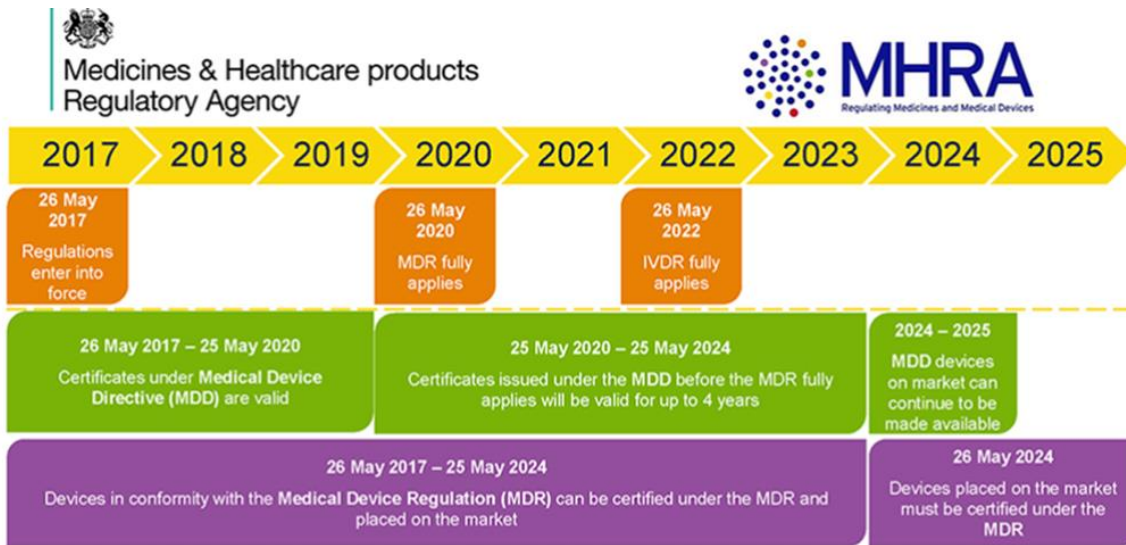 Medicines & Healthcare products
Regulatory Agency
MHRA
Regulating Medicines and Medical Devices
2017 2018 2019 2020 2021 2022 2023 2024 2025
26 May
2017
Regulations
enter into
force
26 May
2020
MDR fully
applies
26 May
2022
IVDR fully
applies
26 May 2017 – 25 May 2020
Certificates under Medical Device
Directive (MDD) are valid
25 May 2020 – 25 May 2024
Certificates issued under the MDD before the MDR fully
applies will be valid for up to 4 years
2024 – 2025
MDD devices
on market can
continue to be
made available
26 May 2017 – 25 May 2024
Devices in conformity with the Medical Device Regulation (MDR) can be certified under the MDR and
placed on the market
26 May 2024
Devices placed on the market
must be certified under the
MDR